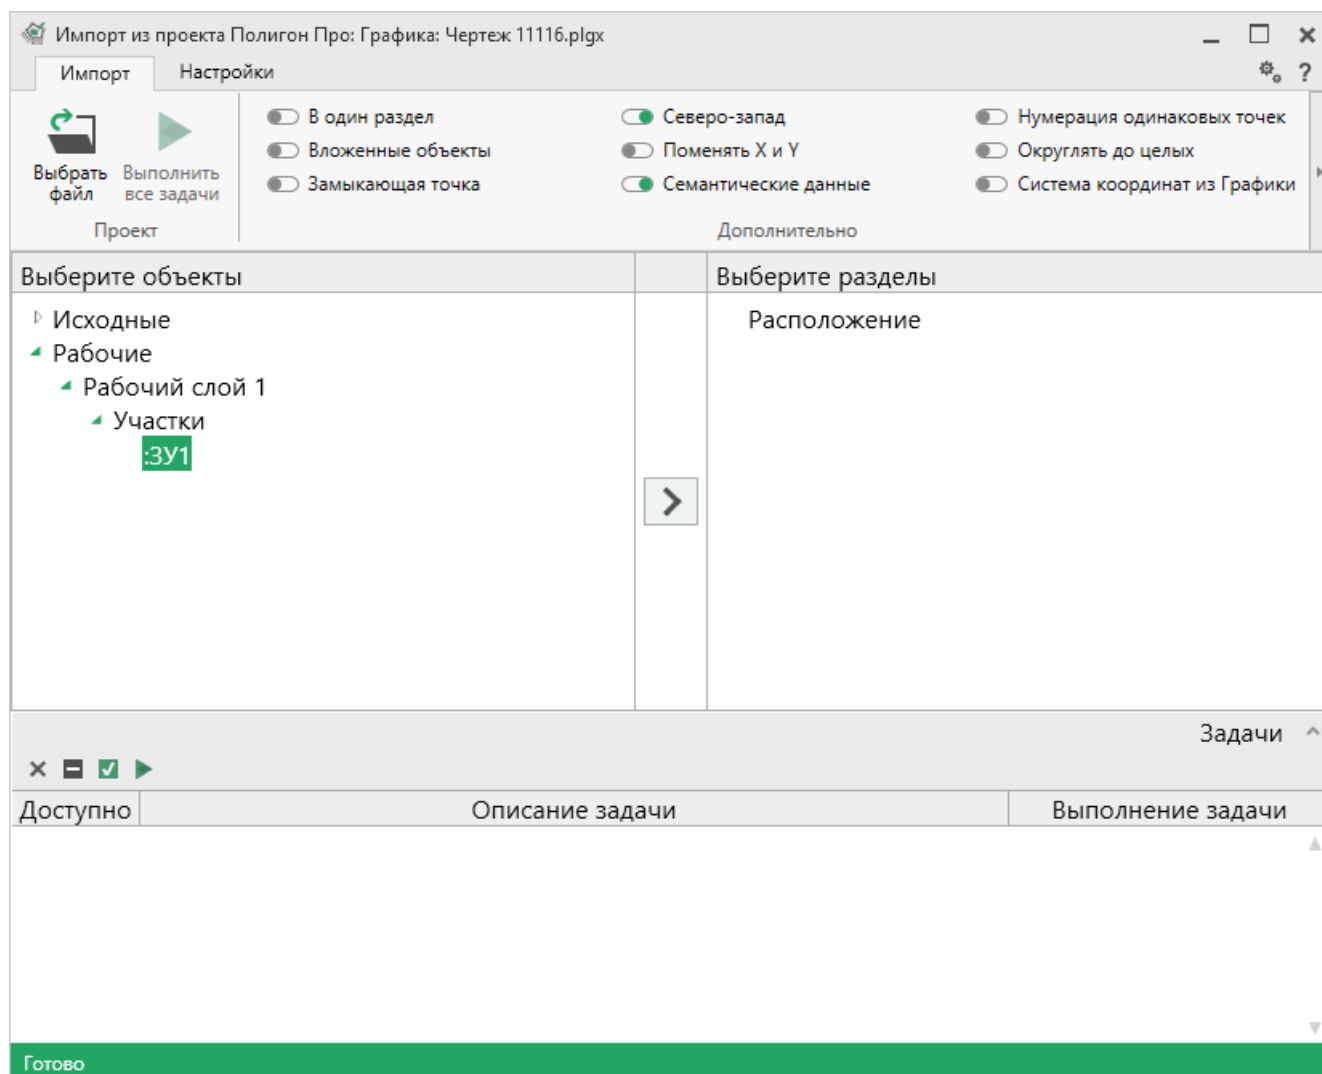 Импорт из проекта Полигон Про: Графика: Чертеж 11116.plgx
Импорт Настройки ?
Выбрать файл
Выполнить все задачи
Проект
В один раздел
Вложенные объекты
Замыкающая точка
Северо-запад
Поменять X и Y
Семантические данные
Нумерация одинаковых точек
Округлять до целых
Система координат из Графики
Дополнительно
Выберите объекты
Выберите разделы
Исходные
Рабочие
Рабочий слой 1
Участки
:ЗУ1
Расположение
Задачи
Доступно Описание задачи Выполнение задачи
Готово